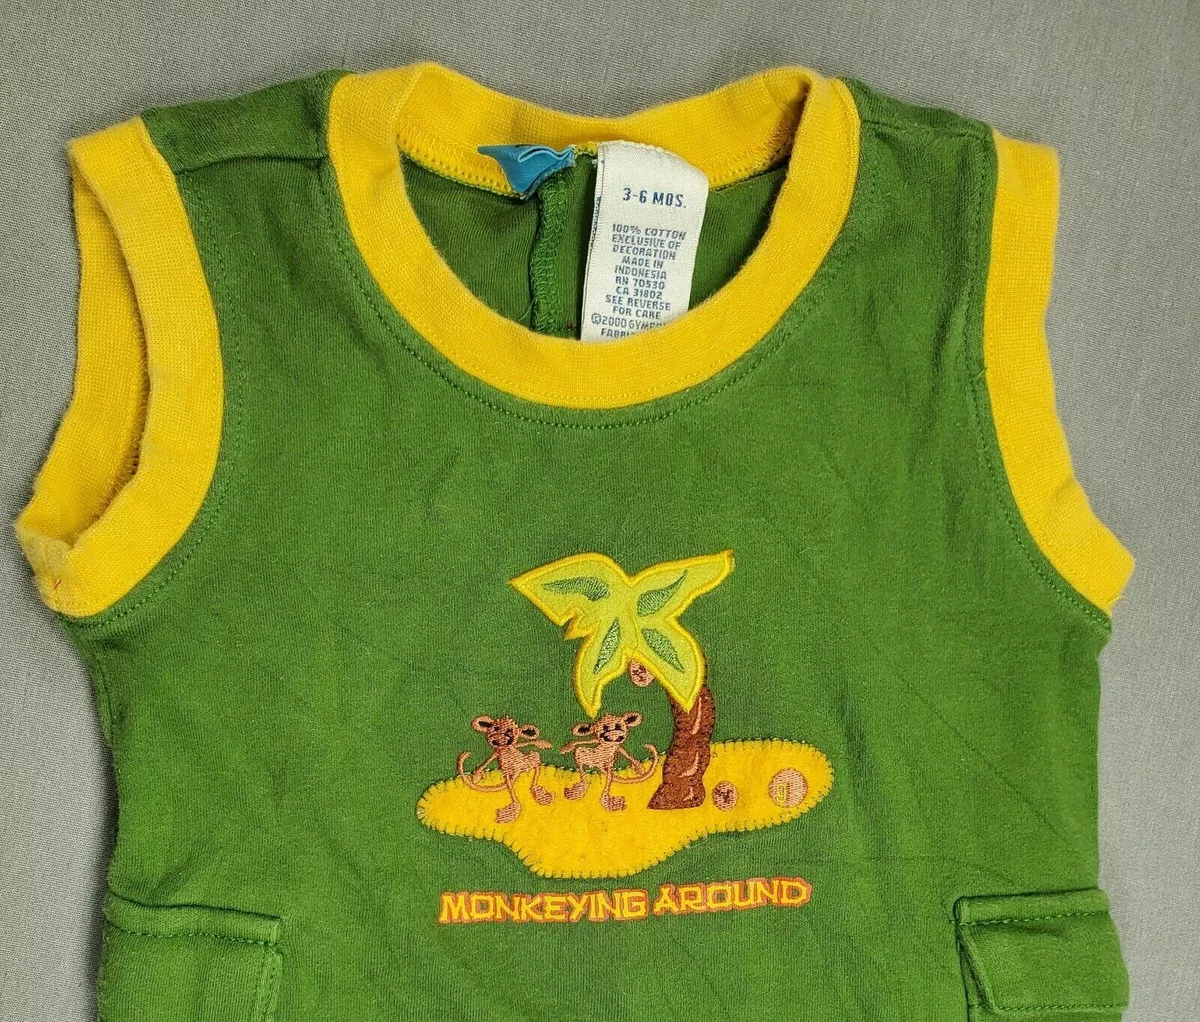 3-6 MOS.
100% COTTON
EXCLUSIVE OF
DECORATION
MADE IN
INDONESIA
RN 70530
CA 31802
SEE REVERSE
FOR CARE
©2000
MONKEYING AROUND